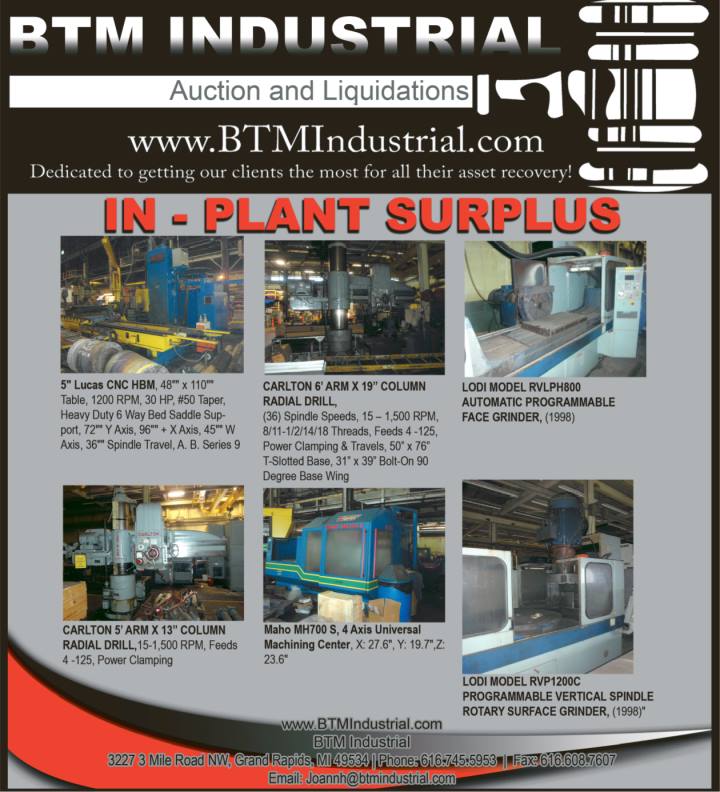 BTM INDUSTRIAL
Auction and Liquidations
www.BTMIndustrial.com
Dedicated to getting our clients the most for all their asset recovery!
IN - PLANT SURPLUS
5" Lucas CNC HBM, 48"" x 110""
Table, 1200 RPM, 30 HP, #50 Taper,
Heavy Duty 6 Way Bed Saddle Sup-
port, 72"" Y Axis, 96"" + X Axis, 45"" W
Axis, 36"" Spindle Travel, A. B. Series 9
CARLTON 6' ARM X 19" COLUMN
RADIAL DRILL,
(36) Spindle Speeds, 15 – 1,500 RPM,
8/11-1/2/14/18 Threads, Feeds 4 -125,
Power Clamping & Travels, 50" x 76"
T-Slotted Base, 31" x 39" Bolt-On 90
Degree Base Wing
LODI MODEL RVLPH800
AUTOMATIC PROGRAMMABLE
FACE GRINDER, (1998)
CARLTON
CARLTON 5' ARM X 13" COLUMN
RADIAL DRILL,15-1,500 RPM, Feeds
4 -125, Power Clamping
Maho MH700 S, 4 Axis Universal
Machining Center, X: 27.6", Y: 19.7",Z:
23.6"
LODI MODEL RVP1200C
PROGRAMMABLE VERTICAL SPINDLE
ROTARY SURFACE GRINDER, (1998)"
www.BTMIndustrial.com
BTM Industrial
3227 3 Mile Road NW, Grand Rapids, MI 49534 | Phone: 616.745.5953 | Fax: 616.608.7607
Email: Joannh@btmindustrial.com